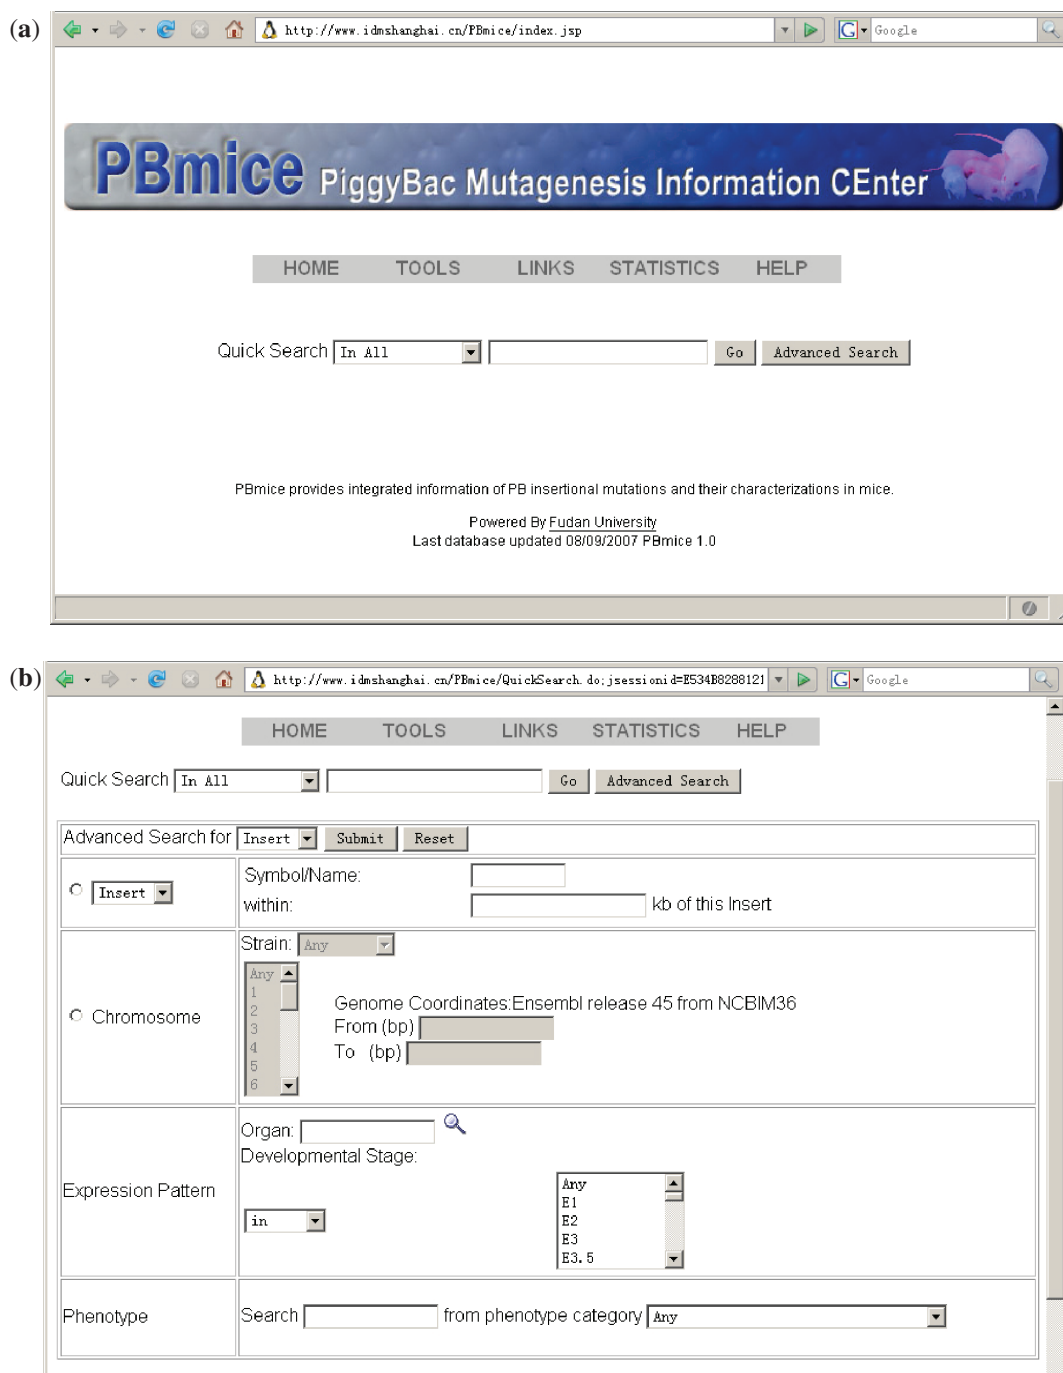 (a)
http://www.idmshanghai.cn/PBmice/index.jsp
G Google
PBmice PiggyBac Mutagenesis Information CEnter
HOME TOOLS LINKS STATISTICS HELP
Quick Search In All Go Advanced Search
PBmice provides integrated information of PB insertional mutations and their characterizations in mice.
Powered By Fudan University
Last database updated 08/09/2007 PBmice 1.0
(b)
http://www.idmshanghai.cn/PBmice/QuickSearch.do;jsessionid=E534B8288121
G Google
HOME TOOLS LINKS STATISTICS HELP
Quick Search In All Go Advanced Search
Advanced Search for Insert Submit Reset
Insert
Symbol/Name:
within: kb of this Insert
Chromosome
Strain: Any
Any
1
2
3
4
5
6
Genome Coordinates:Ensembl release 45 from NCBIM36
From (bp)
To (bp)
Expression Pattern
Organ:
Developmental Stage:
in
Any
E1
E2
E3
E3.5
Phenotype
Search from phenotype category Any